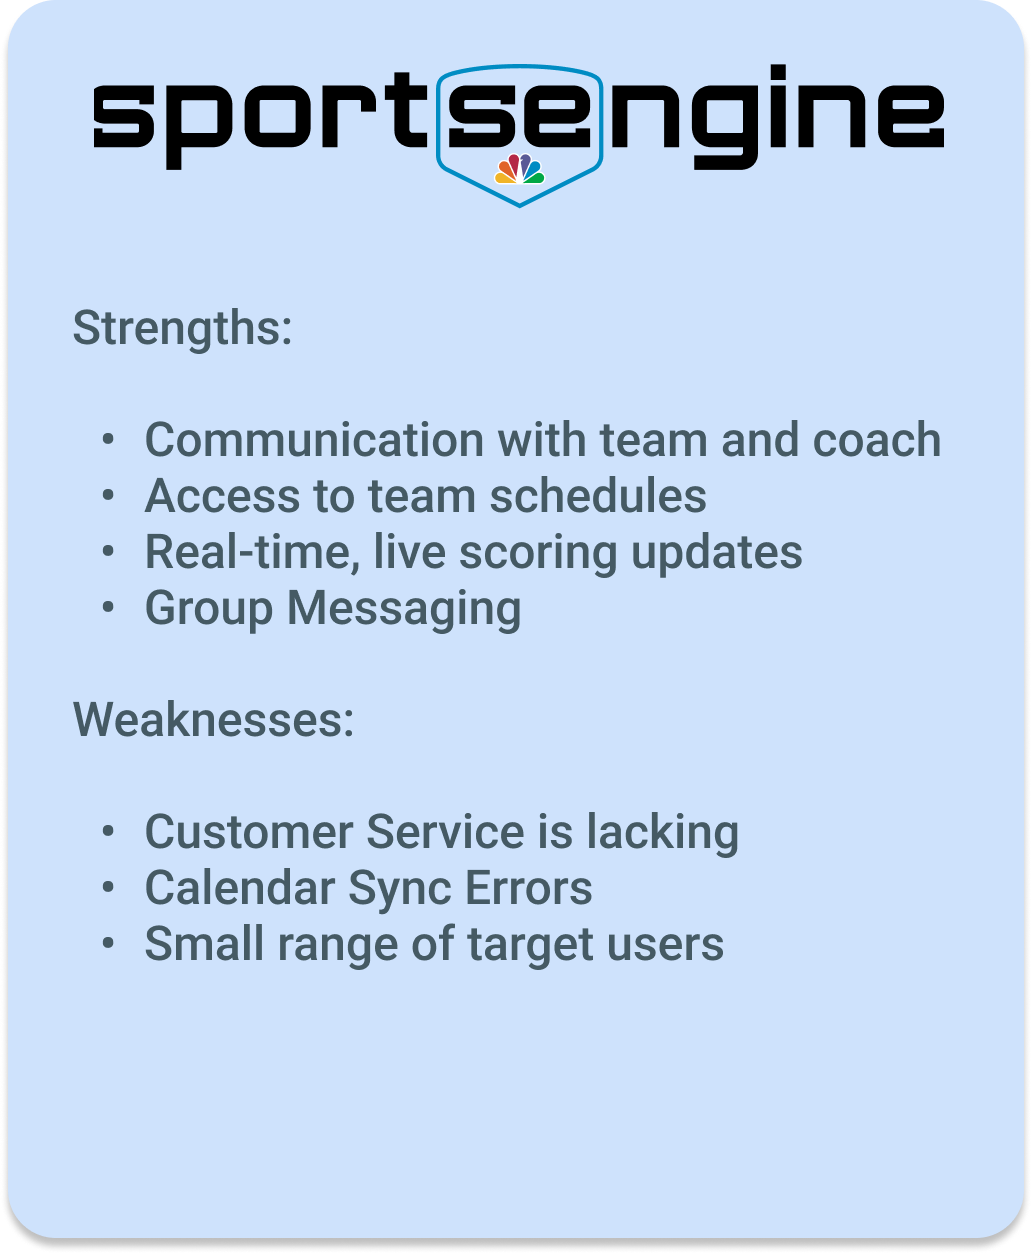 sportsengine
Strengths:
• Communication with team and coach
• Access to team schedules
• Real-time, live scoring updates
• Group Messaging
Weaknesses:
• Customer Service is lacking
• Calendar Sync Errors
• Small range of target users